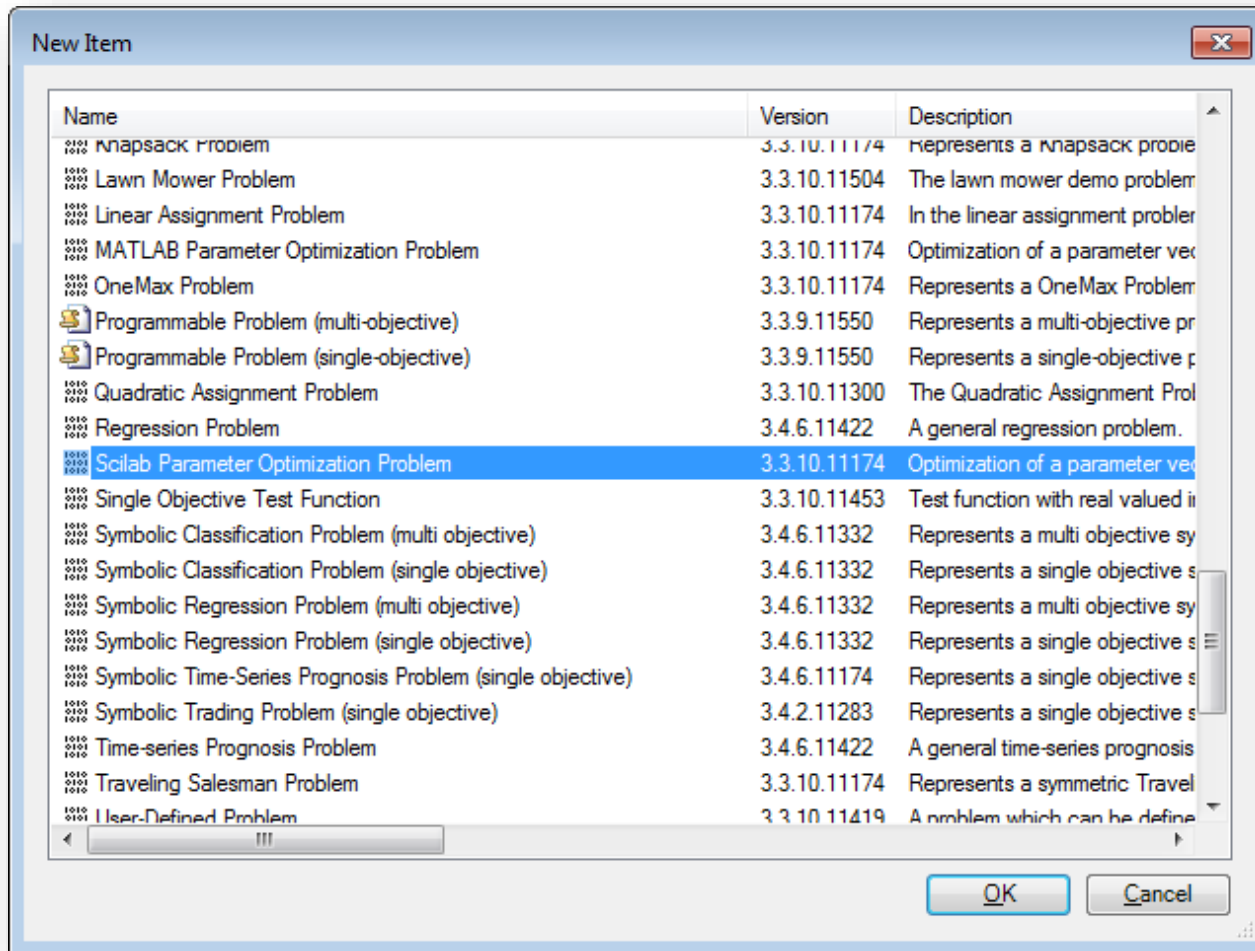 New Item
Name Version Description
Knapsack Problem 3.3.10.11174 Represents a Knapsack proble
Lawn Mower Problem 3.3.10.11504 The lawn mower demo problem
Linear Assignment Problem 3.3.10.11174 In the linear assignment probler
MATLAB Parameter Optimization Problem 3.3.10.11174 Optimization of a parameter vec
OneMax Problem 3.3.10.11174 Represents a OneMax Problem
Programmable Problem (multi-objective) 3.3.9.11550 Represents a multi-objective pr
Programmable Problem (single-objective) 3.3.9.11550 Represents a single-objective p
Quadratic Assignment Problem 3.3.10.11300 The Quadratic Assignment Prol
Regression Problem 3.4.6.11422 A general regression problem.
Scilab Parameter Optimization Problem 3.3.10.11174 Optimization of a parameter vec
Single Objective Test Function 3.3.10.11453 Test function with real valued i
Symbolic Classification Problem (multi objective) 3.4.6.11332 Represents a multi objective sy
Symbolic Classification Problem (single objective) 3.4.6.11332 Represents a single objective s
Symbolic Regression Problem (multi objective) 3.4.6.11332 Represents a multi objective sy
Symbolic Regression Problem (single objective) 3.4.6.11332 Represents a single objective s
Symbolic Time-Series Prognosis Problem (single objective) 3.4.6.11174 Represents a single objective s
Symbolic Trading Problem (single objective) 3.4.2.11283 Represents a single objective s
Time-series Prognosis Problem 3.4.6.11422 A general time-series prognosis
Traveling Salesman Problem 3.3.10.11174 Represents a symmetric Travel
User-Defined Problem 3.3.10.11419 A problem which can be define
OK Cancel